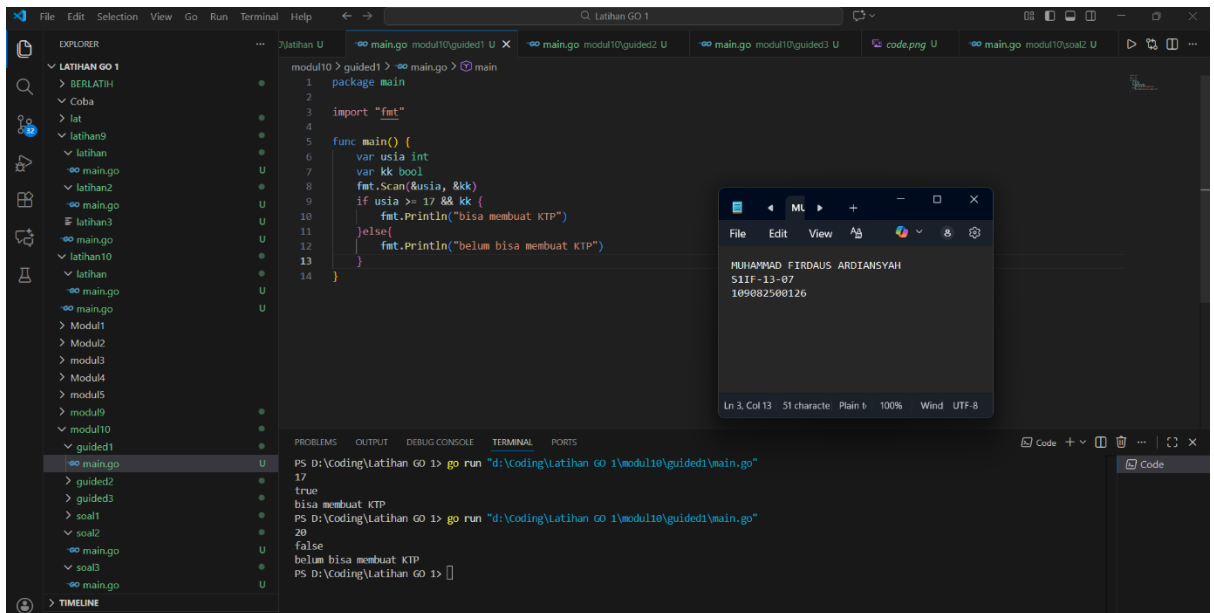 File Edit Selection View Go Run Terminal Help
Latihan GO 1
EXPLORER
LATIHAN GO 1
BERLATIH
Coba
lat
latihan9
latihan
main.go U
latihan2
main.go U
latihan3 U
main.go U
latihan10
latihan
main.go U
main.go U
Modul1
Modul2
modul3
Modul4
modul5
modul9
modul10
guided1
main.go U
guided2
guided3
soal1
soal2
main.go U
soal3
main.go U
TIMELINE
32
latihan U
main.go modul10\guided1 U
main.go modul10\guided2 U
main.go modul10\guided3 U
code.png U
main.go modul10\soal2 U
modul10 > guided1 > main.go > main
1 package main
2
3 import "fmt"
4
5 func main() {
6 var usia int
7 var kk bool
8 fmt.Scan(&usia, &kk)
9 if usia >= 17 && kk {
10 fmt.Println("bisa membuat KTP")
11 }else{
12 fmt.Println("belum bisa membuat KTP")
13 }
14 }
MU
File Edit View
MUHAMMAD FIRDAUS ARDIANSYAH
S1IF-13-07
109082500126
Ln 3, Col 13 51 characte Plain t 100% Wind UTF-8
PROBLEMS OUTPUT DEBUG CONSOLE TERMINAL PORTS
Code
Code
PS D:\Coding\Latihan GO 1> go run "d:\Coding\Latihan GO 1\modul10\guided1\main.go"
17
true
bisa membuat KTP
PS D:\Coding\Latihan GO 1> go run "d:\Coding\Latihan GO 1\modul10\guided1\main.go"
20
false
belum bisa membuat KTP
PS D:\Coding\Latihan GO 1>